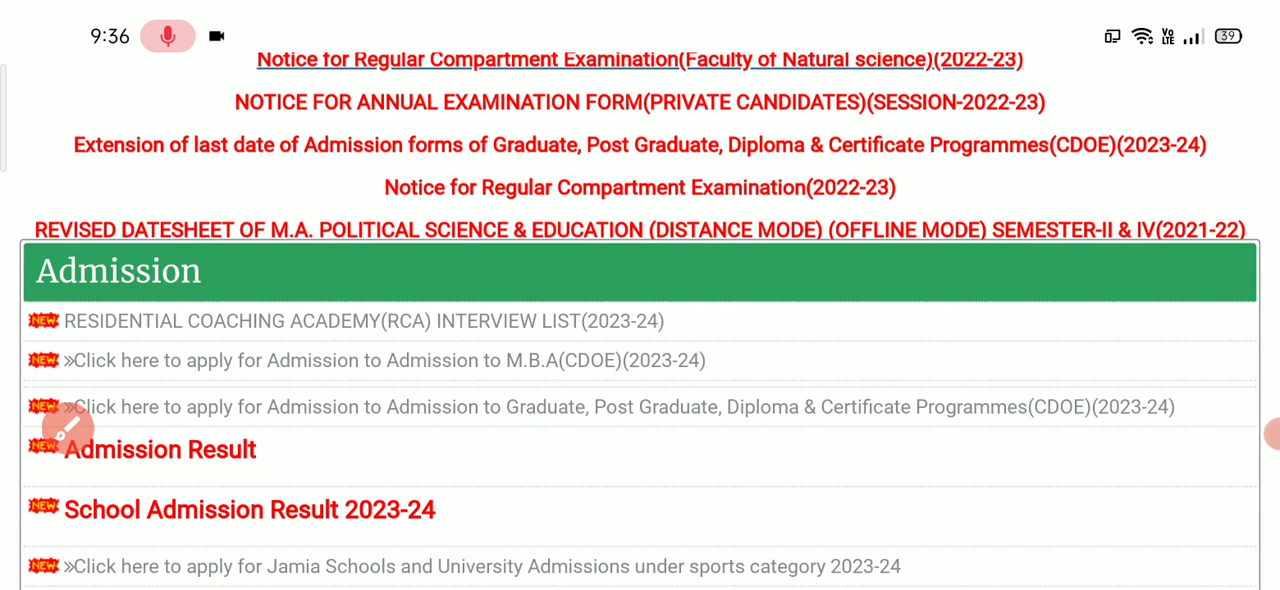 9:36
VO
LTE
39
Notice for Regular Compartment Examination(Faculty of Natural science)(2022-23)
NOTICE FOR ANNUAL EXAMINATION FORM(PRIVATE CANDIDATES)(SESSION-2022-23)
Extension of last date of Admission forms of Graduate, Post Graduate, Diploma & Certificate Programmes(CDOE)(2023-24)
Notice for Regular Compartment Examination(2022-23)
REVISED DATESHEET OF M.A. POLITICAL SCIENCE & EDUCATION (DISTANCE MODE) (OFFLINE MODE) SEMESTER-II & IV(2021-22)
Admission
NEW RESIDENTIAL COACHING ACADEMY(RCA) INTERVIEW LIST(2023-24)
NEW »Click here to apply for Admission to Admission to M.B.A(CDOE)(2023-24)
NEW »Click here to apply for Admission to Admission to Graduate, Post Graduate, Diploma & Certificate Programmes(CDOE)(2023-24)
NEW Admission Result
NEW School Admission Result 2023-24
NEW »Click here to apply for Jamia Schools and University Admissions under sports category 2023-24